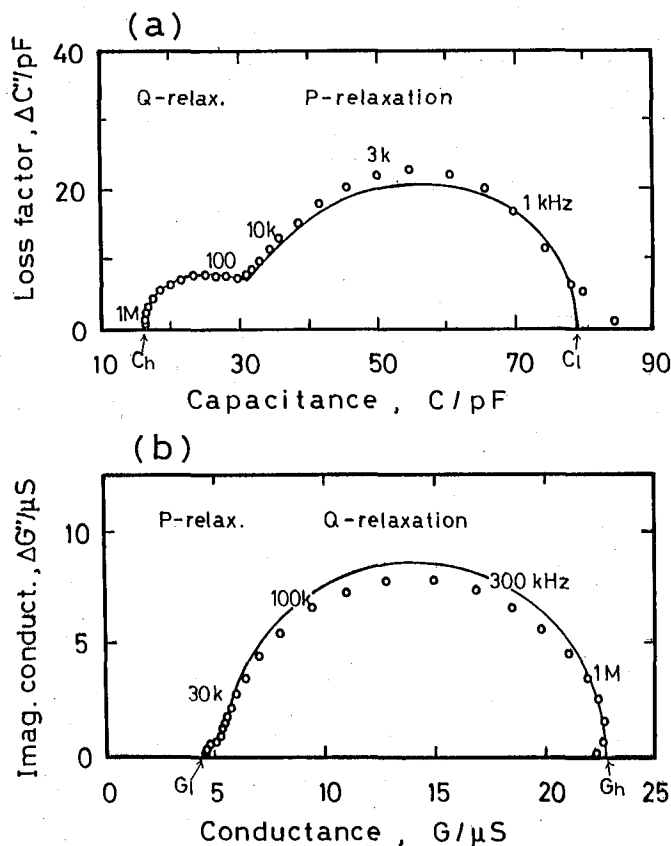 (a)
40
Q-relax. P-relaxation
3k
20
10k
1 kHz
100
1M
0
Ch
Cl
10 30 50 70 90
Loss factor, ΔC"/pF
Capacitance , C/pF
(b)
P-relax. Q-relaxation
10
300 kHz
100k
5
30k
1M
0
Gl
Gh
0 5 10 15 20 25
Imag. conduct., ΔG"/μS
Conductance , G/μS